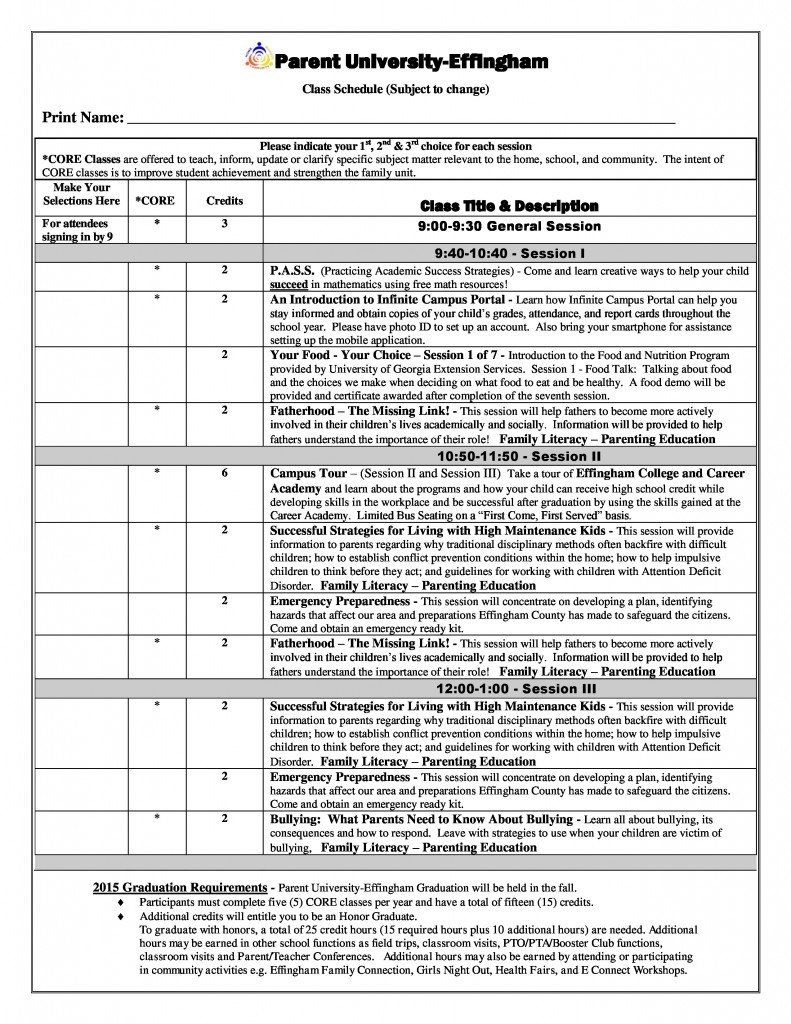 Parent University-Effingham
Class Schedule (Subject to change)
Print Name:
Please indicate your 1st, 2nd & 3rd choice for each session
*CORE Classes are offered to teach, inform, update or clarify specific subject matter relevant to the home, school, and community. The intent of
CORE classes is to improve student achievement and strengthen the family unit.
Make Your
Selections Here *CORE Credits Class Title & Description
For attendees
signing in by 9 * 3 9:00-9:30 General Session
9:40-10:40 - Session I
* 2 P.A.S.S. (Practicing Academic Success Strategies) - Come and learn creative ways to help your child
succeed in mathematics using free math resources!
* 2 An Introduction to Infinite Campus Portal - Learn how Infinite Campus Portal can help you
stay informed and obtain copies of your child's grades, attendance, and report cards throughout the
school year. Please have photo ID to set up an account. Also bring your smartphone for assistance
setting up the mobile application.
2 Your Food - Your Choice – Session 1 of 7 - Introduction to the Food and Nutrition Program
provided by University of Georgia Extension Services. Session 1 - Food Talk: Talking about food
and the choices we make when deciding on what food to eat and be healthy. A food demo will be
provided and certificate awarded after completion of the seventh session.
* 2 Fatherhood – The Missing Link! - This session will help fathers to become more actively
involved in their children's lives academically and socially. Information will be provided to help
fathers understand the importance of their role! Family Literacy – Parenting Education
10:50-11:50 - Session II
* 6 Campus Tour – (Session II and Session III) Take a tour of Effingham College and Career
Academy and learn about the programs and how your child can receive high school credit while
developing skills in the workplace and be successful after graduation by using the skills gained at the
Career Academy. Limited Bus Seating on a "First Come, First Served" basis.
* 2 Successful Strategies for Living with High Maintenance Kids - This session will provide
information to parents regarding why traditional disciplinary methods often backfire with difficult
children; how to establish conflict prevention conditions within the home; how to help impulsive
children to think before they act; and guidelines for working with children with Attention Deficit
Disorder. Family Literacy – Parenting Education
2 Emergency Preparedness - This session will concentrate on developing a plan, identifying
hazards that affect our area and preparations Effingham County has made to safeguard the citizens.
Come and obtain an emergency ready kit.
* 2 Fatherhood – The Missing Link! - This session will help fathers to become more actively
involved in their children's lives academically and socially. Information will be provided to help
fathers understand the importance of their role! Family Literacy – Parenting Education
12:00-1:00 - Session III
* 2 Successful Strategies for Living with High Maintenance Kids - This session will provide
information to parents regarding why traditional disciplinary methods often backfire with difficult
children; how to establish conflict prevention conditions within the home; how to help impulsive
children to think before they act; and guidelines for working with children with Attention Deficit
Disorder. Family Literacy – Parenting Education
2 Emergency Preparedness - This session will concentrate on developing a plan, identifying
hazards that affect our area and preparations Effingham County has made to safeguard the citizens.
Come and obtain an emergency ready kit.
* 2 Bullying: What Parents Need to Know About Bullying - Learn all about bullying, its
consequences and how to respond. Leave with strategies to use when your children are victim of
bullying, Family Literacy – Parenting Education
2015 Graduation Requirements - Parent University-Effingham Graduation will be held in the fall.
♦ Participants must complete five (5) CORE classes per year and have a total of fifteen (15) credits.
♦ Additional credits will entitle you to be an Honor Graduate.
To graduate with honors, a total of 25 credit hours (15 required hours plus 10 additional hours) are needed. Additional
hours may be earned in other school functions as field trips, classroom visits, PTO/PTA/Booster Club functions,
classroom visits and Parent/Teacher Conferences. Additional hours may also be earned by attending or participating
in community activities e.g. Effingham Family Connection, Girls Night Out, Health Fairs, and E Connect Workshops.